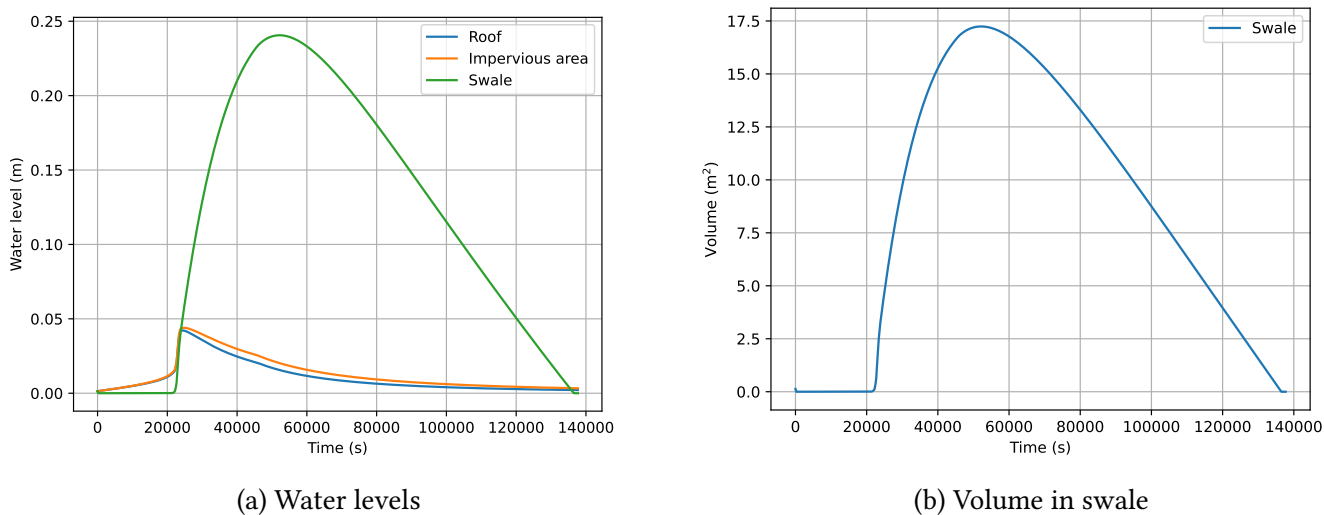 0.25
0.20
0.15
0.10
0.05
0.00
Water level (m)
Roof
Impervious area
Swale
0 20000 40000 60000 80000 100000 120000 140000
Time (s)
(a) Water levels
17.5
15.0
12.5
10.0
7.5
5.0
2.5
0.0
Volume (m²)
Swale
0 20000 40000 60000 80000 100000 120000 140000
Time (s)
(b) Volume in swale